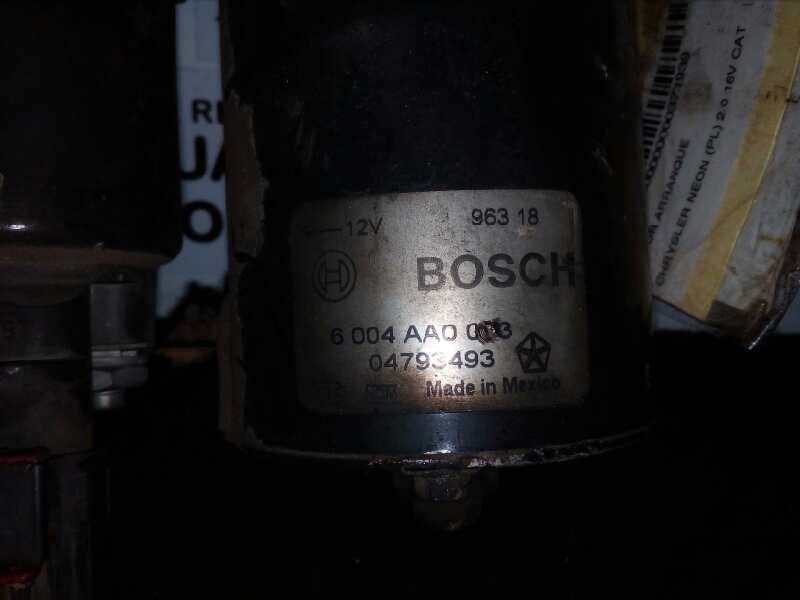 12V 963 18
BOSCH
6 004 AA0
04793493
Made in Mexico
MOTOR ARRANQUE
CHRYSLER NEON (PL) 2.0 16V CAT